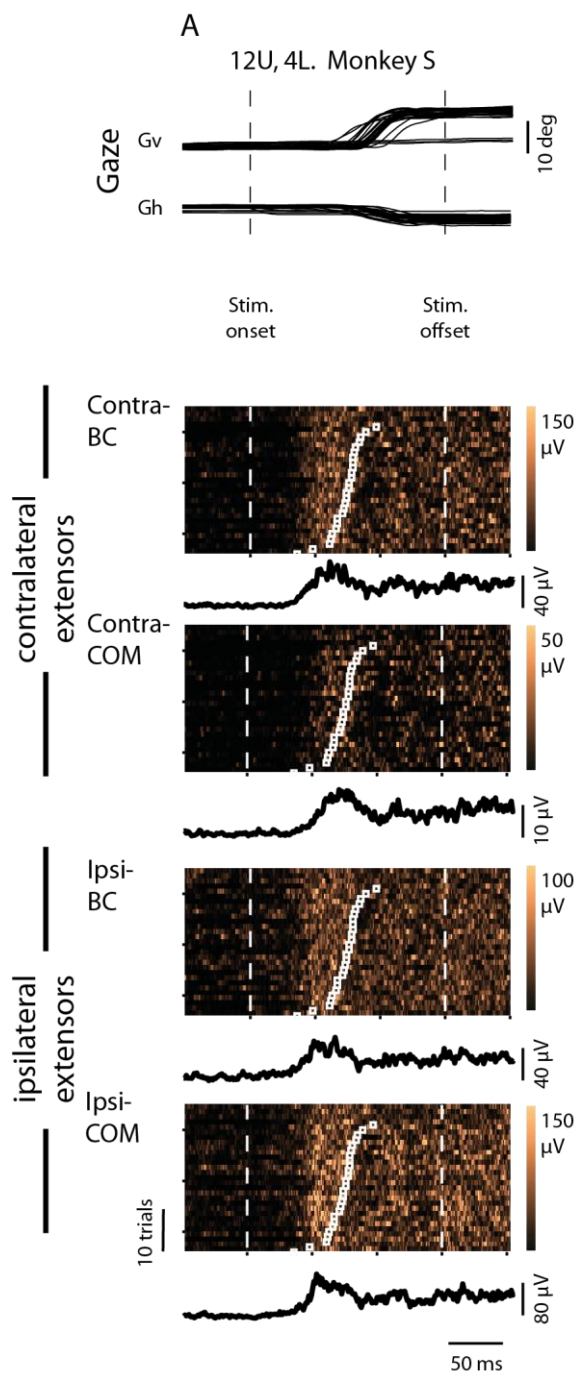 A
12U, 4L. Monkey S
Gaze
Gv
Gh
10 deg
Stim.
onset
Stim.
offset
contralateral
extensors
Contra-
BC
150
µV
40 µV
Contra-
COM
50
µV
10 µV
ipsilateral
extensors
Ipsi-
BC
100
µV
40 µV
Ipsi-
COM
150
µV
10 trials
80 µV
50 ms